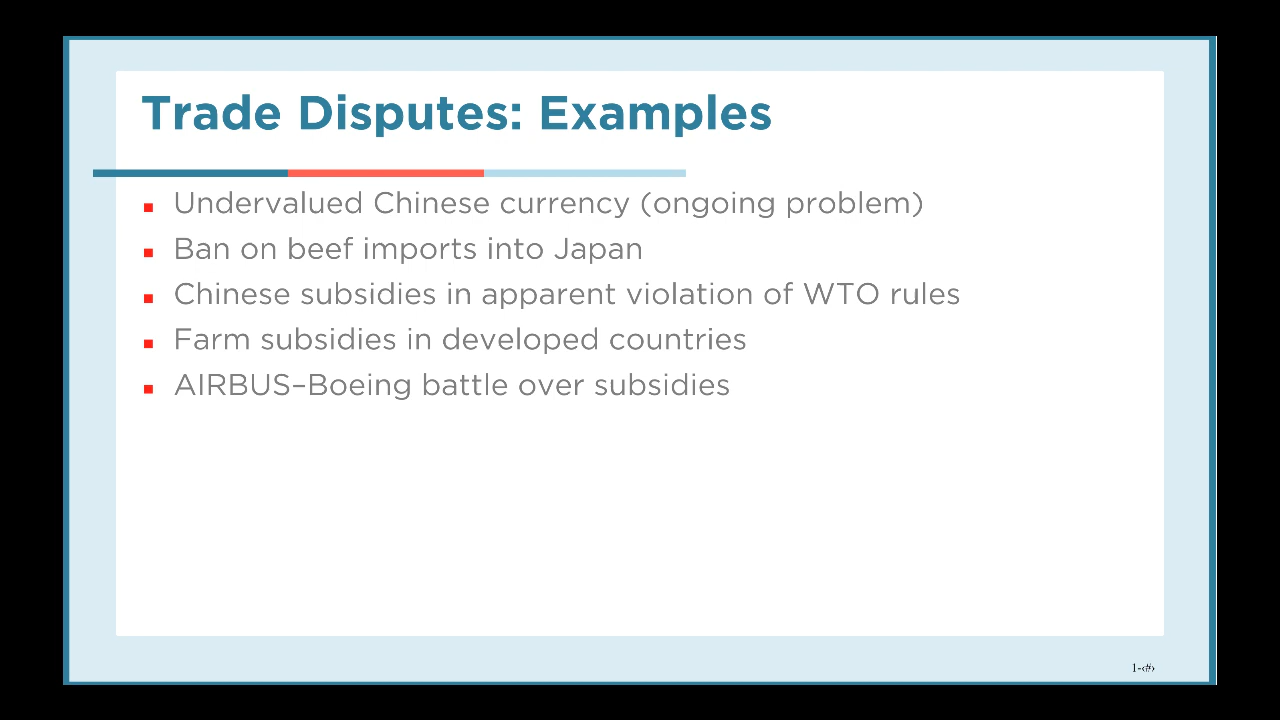 Trade Disputes: Examples
Undervalued Chinese currency (ongoing problem)
Ban on beef imports into Japan
Chinese subsidies in apparent violation of WTO rules
Farm subsidies in developed countries
AIRBUS–Boeing battle over subsidies
1-‹#›